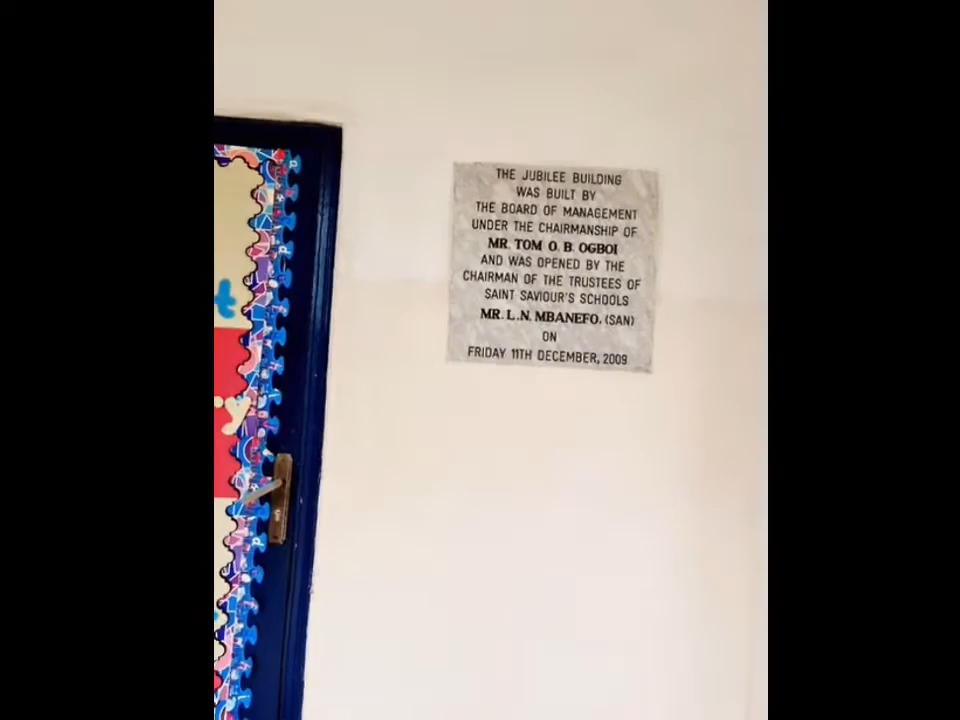 THE JUBILEE BUILDING
WAS BUILT BY
THE BOARD OF MANAGEMENT
UNDER THE CHAIRMANSHIP OF
MR. TOM O. B. OGBOI
AND WAS OPENED BY THE
CHAIRMAN OF THE TRUSTEES OF
SAINT SAVIOUR'S SCHOOLS
MR. L.N. MBANEFO. (SAN)
ON
FRIDAY 11TH DECEMBER, 2009